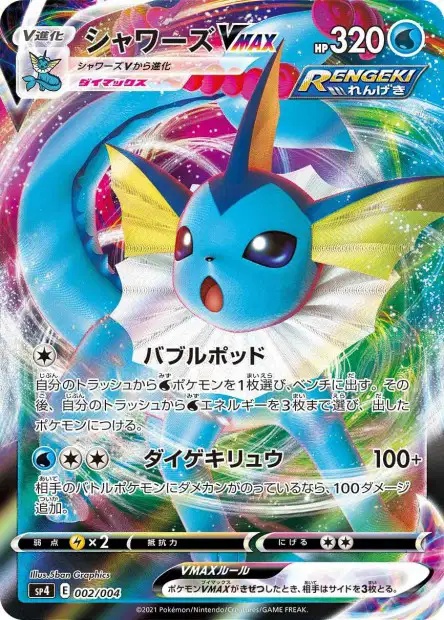 V進化 シャワーズVMAX HP320
シャワーズVから進化
ダイマックス
RENGEKI
れんげき
バブルポッド
自分のトラッシュからポケモンを1枚選び、ベンチに出す。その
後、自分のトラッシュからエネルギーを3枚まで選び、出した
ポケモンにつける。
ダイゲキリュウ 100+
相手のバトルポケモンにダメカンがのっているなら、100ダメージ
追加。
弱点 ×2 抵抗力 にげる
Illus.5ban Graphics
VMAXルール
ポケモンVMAXがきぜつしたとき、相手はサイドを3枚とる。
SP4 E 002/004
©2021 Pokémon/Nintendo/Creatures/GAME FREAK.